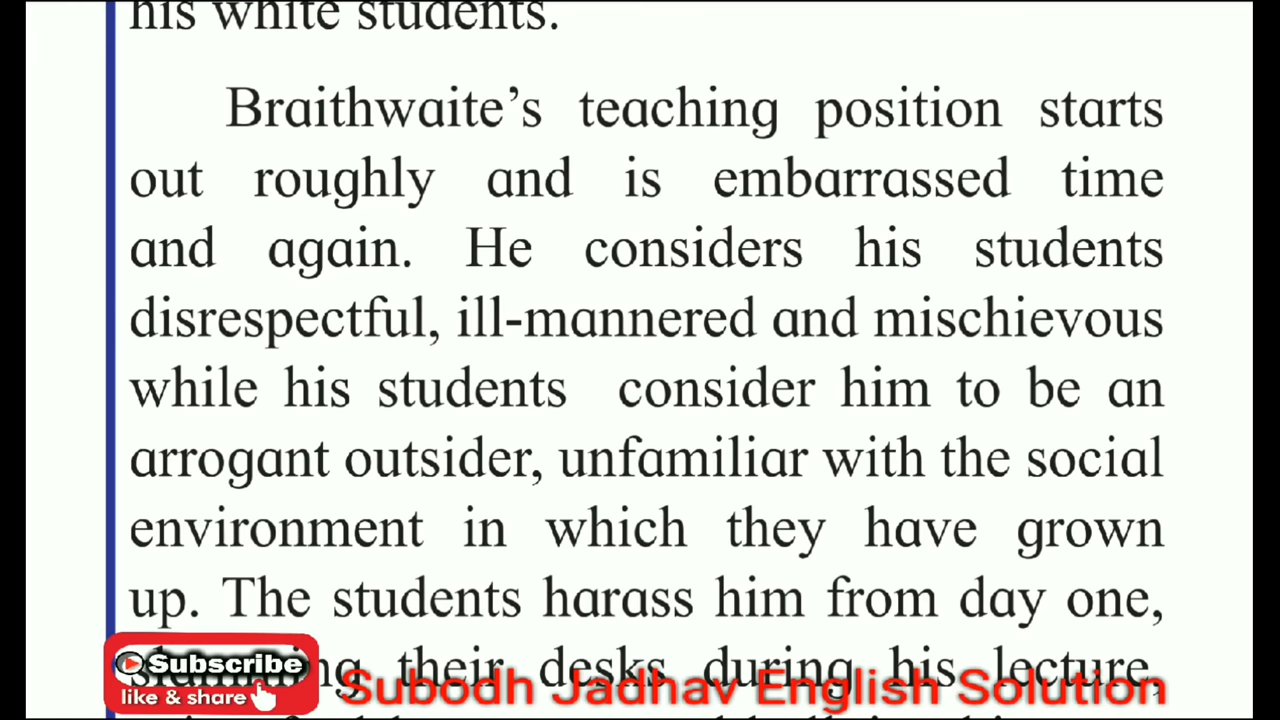 his white students.
Braithwaite's teaching position starts
out roughly and is embarrassed time
and again. He considers his students
disrespectful, ill-mannered and mischievous
while his students consider him to be an
arrogant outsider, unfamiliar with the social
environment in which they have grown
up. The students harass him from day one,
their desks during his lecture,
Subscribe
like & share
Subodh Jadhav English Solution